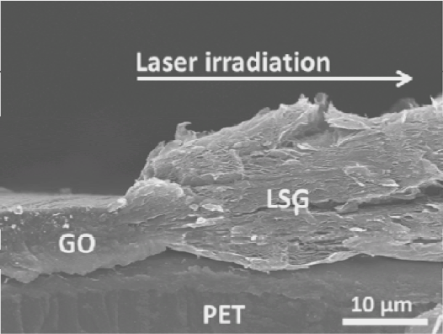 Laser irradiation
LSG
GO
PET
10 μm